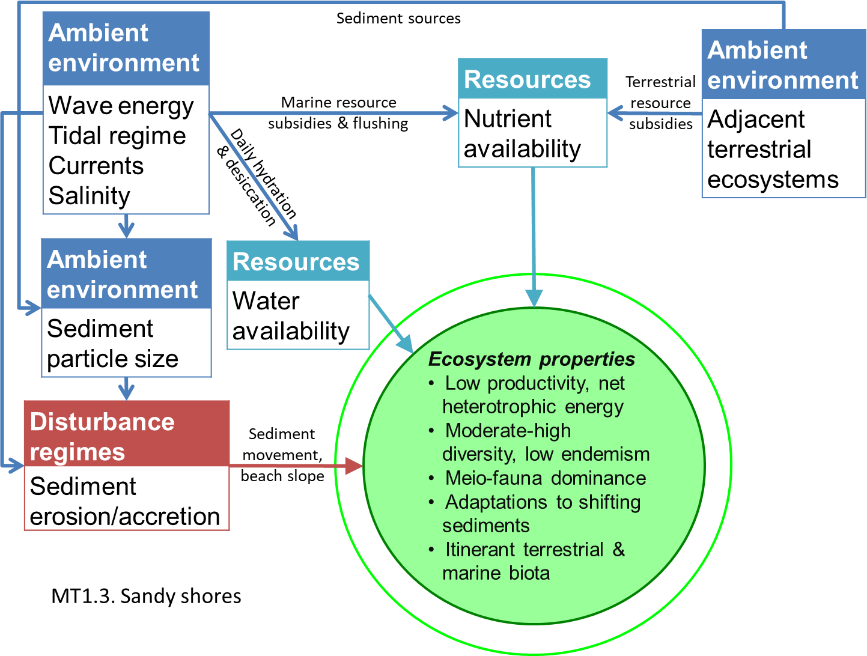 Sediment sources
Ambient
environment
Wave energy
Tidal regime
Currents
Salinity
Marine resource
subsidies & flushing
Daily hydration
& desiccation
Resources
Nutrient
availability
Terrestrial
resource
subsidies
Ambient
environment
Adjacent
terrestrial
ecosystems
Ambient
environment
Sediment
particle size
Resources
Water
availability
Disturbance
regimes
Sediment
erosion/accretion
Sediment
movement,
beach slope
Ecosystem properties
• Low productivity, net
heterotrophic energy
• Moderate-high
diversity, low endemism
• Meio-fauna dominance
• Adaptations to shifting
sediments
• Itinerant terrestrial &
marine biota
MT1.3. Sandy shores